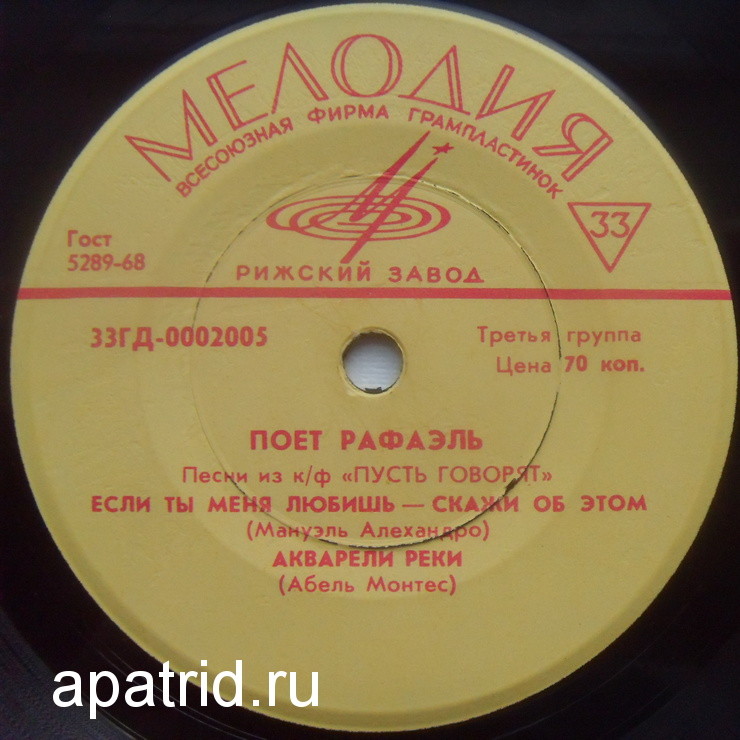 МЕЛОДИЯ
ВСЕСОЮЗНАЯ ФИРМА ГРАМПЛАСТИНОК
33
Гост
5289-68
РИЖСКИЙ ЗАВОД
33ГД-0002005
Третья группа
Цена 70 коп.
ПОЕТ РАФАЭЛЬ
Песни из к/ф «ПУСТЬ ГОВОРЯТ»
ЕСЛИ ТЫ МЕНЯ ЛЮБИШЬ — СКАЖИ ОБ ЭТОМ
(Мануэль Алехандро)
АКВАРЕЛИ РЕКИ
(Абель Монтес)
apatrid.ru